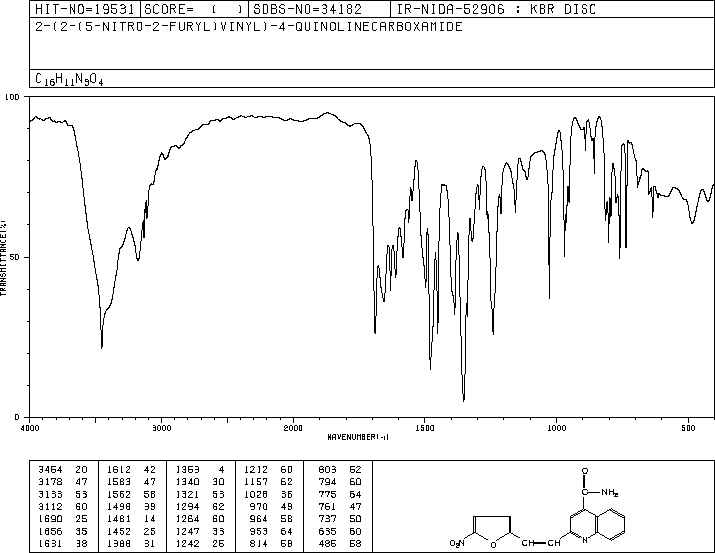 HIT-NO=19531 SCORE= ( ) SDBS-NO=34182 IR-NIDA-52906 : KBR DISC
2-(2-(5-NITRO-2-FURYL)VINYL)-4-QUINOLINECARBOXAMIDE
C16H11N3O4
100
50
0
TRANSMITTANCE(%)
4000 3000 2000 1500 1000 500
WAVENUMBER(-1)
3454 20 1612 42 1353 4 1212 60 803 52
3178 47 1583 47 1340 30 1157 62 794 60
3133 53 1562 58 1321 53 1028 36 775 64
3112 60 1498 39 1294 62 970 49 761 47
1690 25 1481 14 1264 60 964 58 737 50
1656 35 1452 25 1247 33 953 64 635 60
1631 38 1388 31 1242 25 814 58 486 58
O
C NH2
O2N O C C N